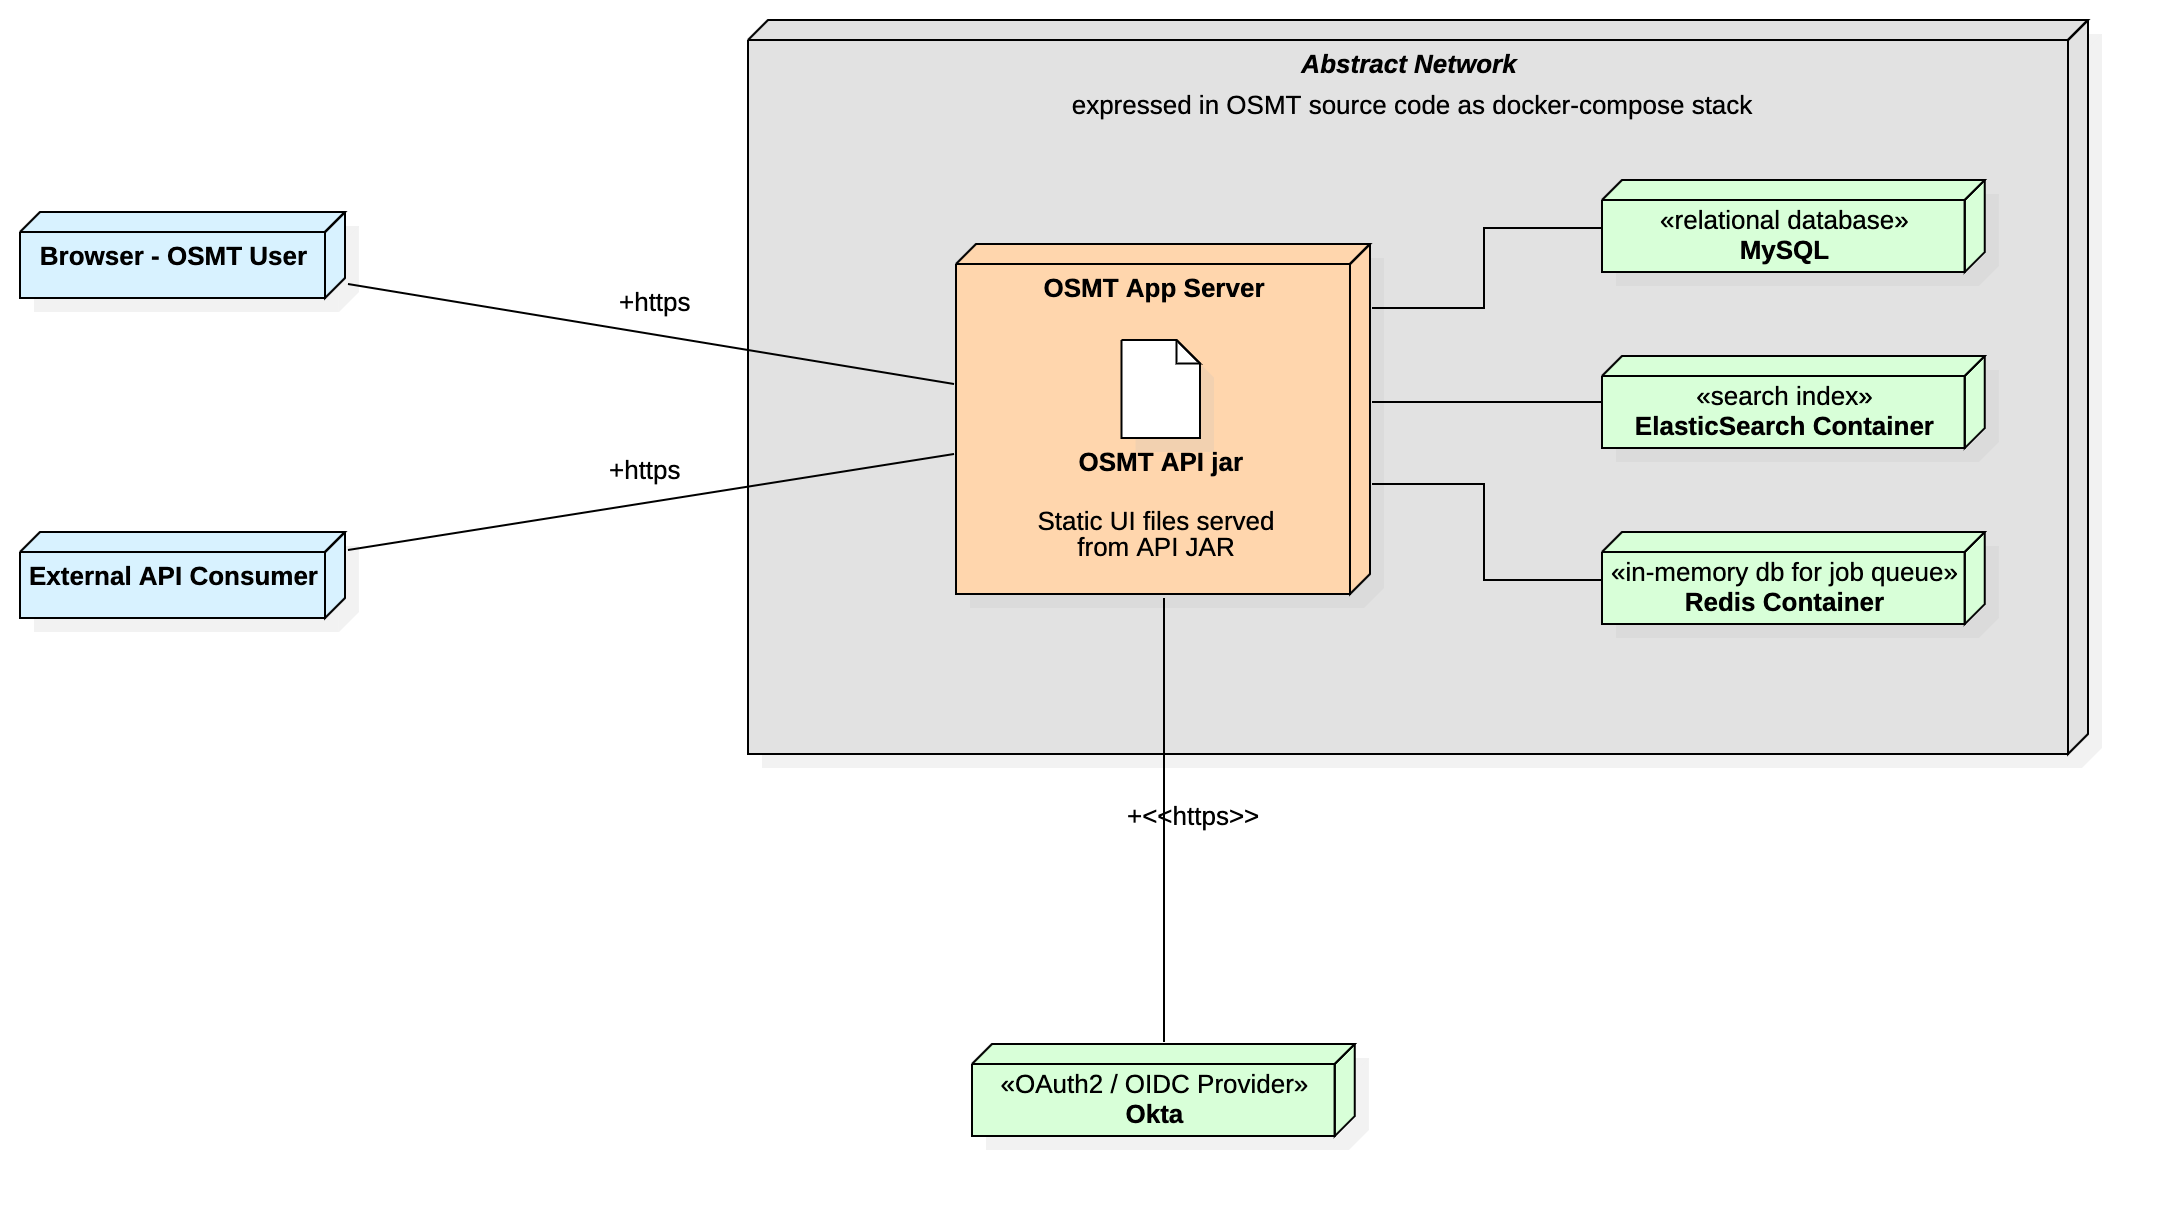 Abstract Network
expressed in OSMT source code as docker-compose stack
Browser - OSMT User
+https
External API Consumer
+https
OSMT App Server
OSMT API jar
Static UI files served
from API JAR
«relational database»
MySQL
«search index»
ElasticSearch Container
«in-memory db for job queue»
Redis Container
+<<https>>
«OAuth2 / OIDC Provider»
Okta